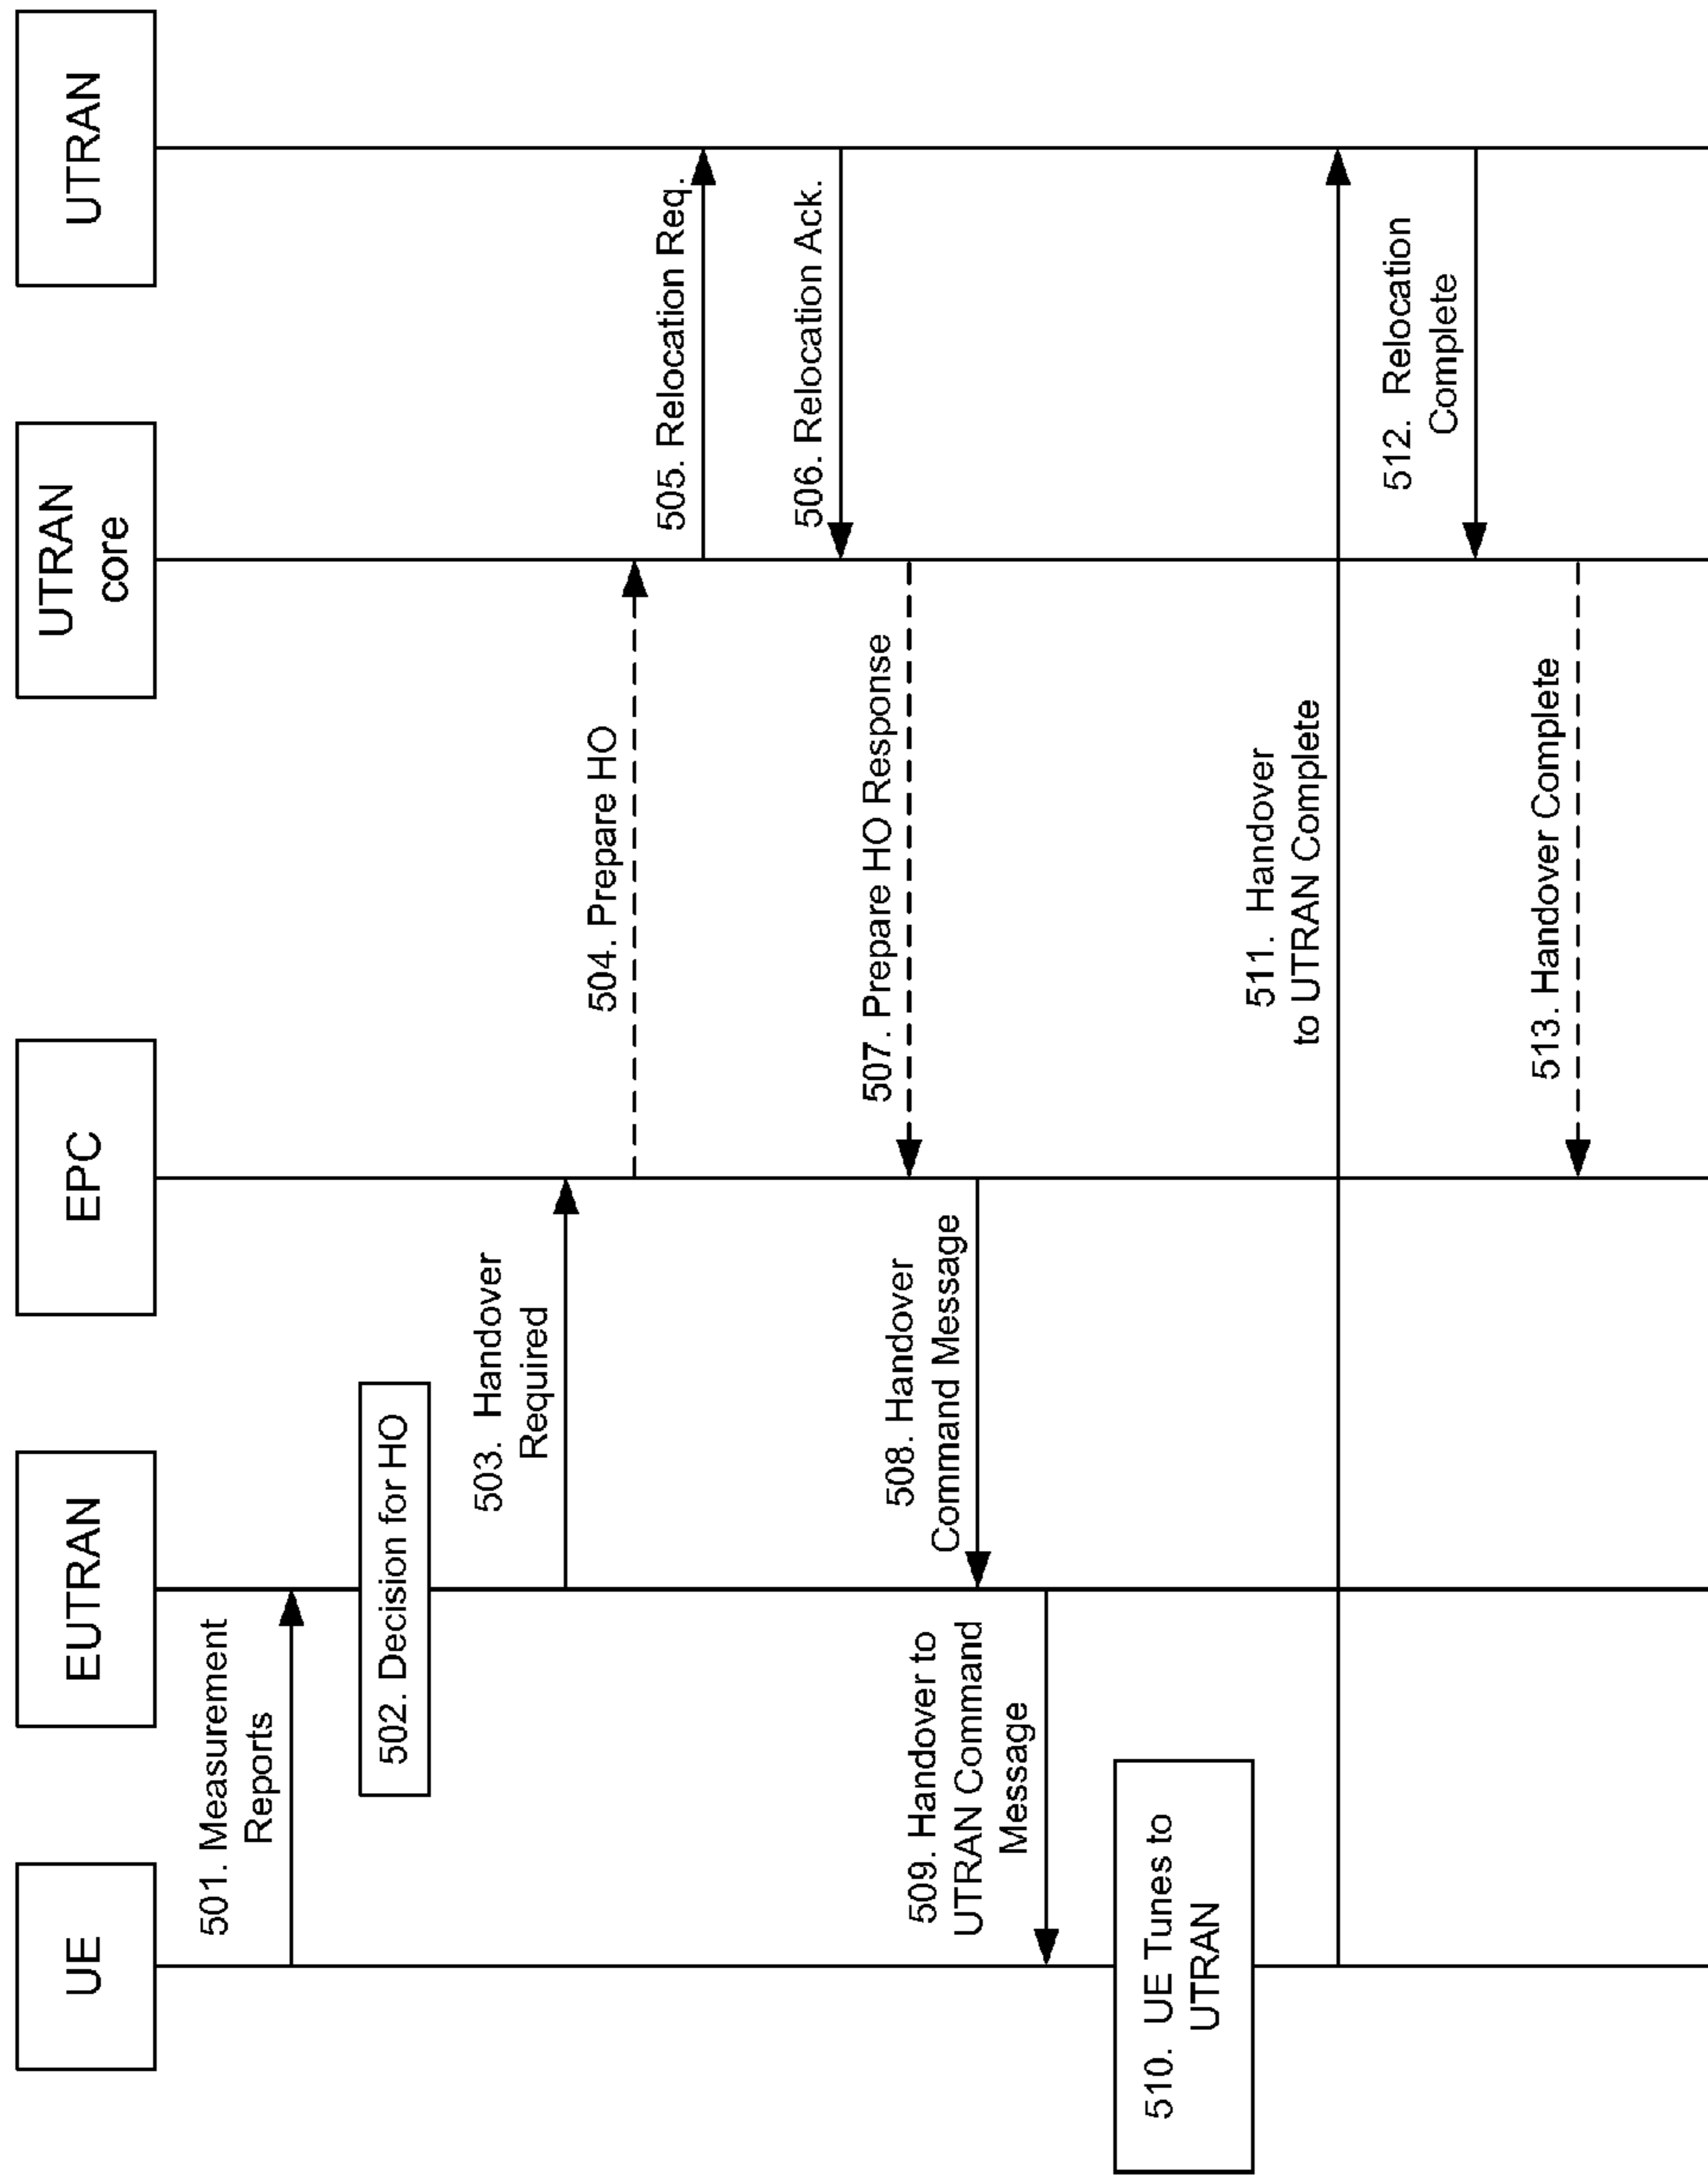 UE
EUTRAN
EPC
UTRAN
core
UTRAN
501. Measurement
Reports
502. Decision for HO
503. Handover
Required
504. Prepare HO
505. Relocation Req.
506. Relocation Ack.
507. Prepare HO Response
508. Handover
Command Message
509. Handover to
UTRAN Command
Message
510. UE Tunes to
UTRAN
511. Handover
to UTRAN Complete
512. Relocation
Complete
513. Handover Complete